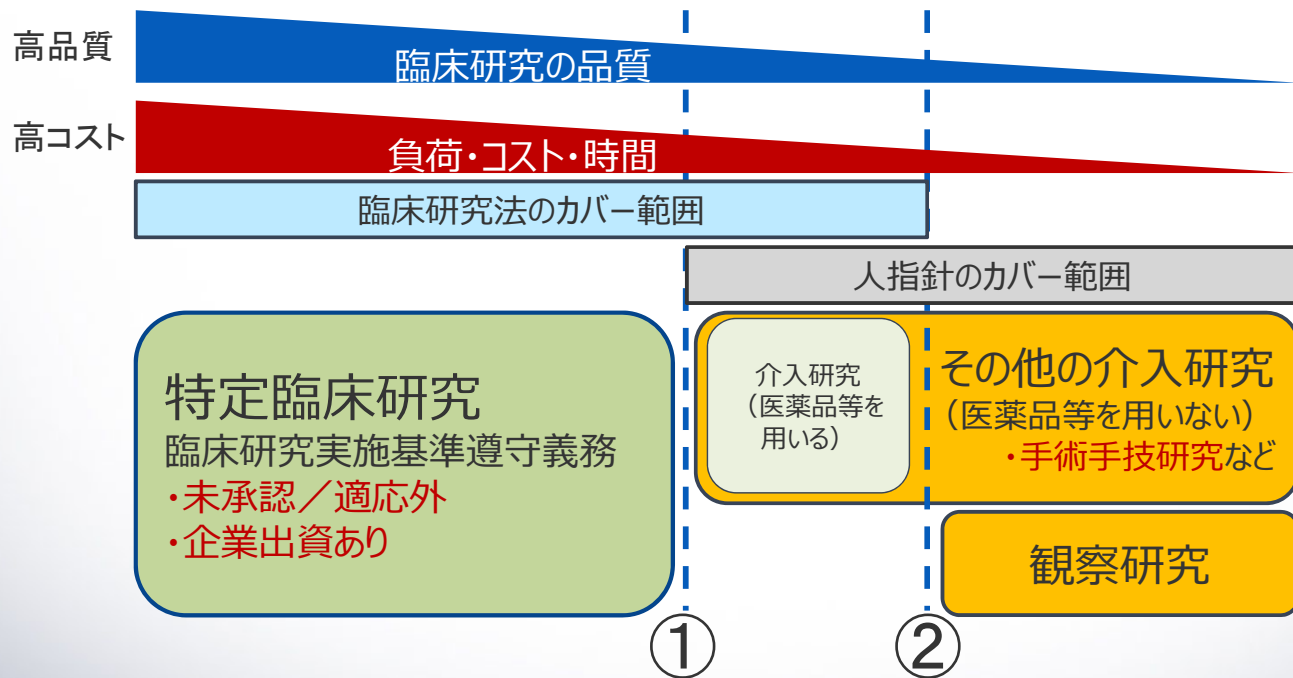 高品質
臨床研究の品質
高コスト
負荷・コスト・時間
臨床研究法のカバー範囲
人指針のカバー範囲
特定臨床研究
臨床研究実施基準遵守義務
・未承認／適応外
・企業出資あり
介入研究
（医薬品等を
用いる）
その他の介入研究
（医薬品等を用いない）
・手術手技研究など
観察研究
①
②